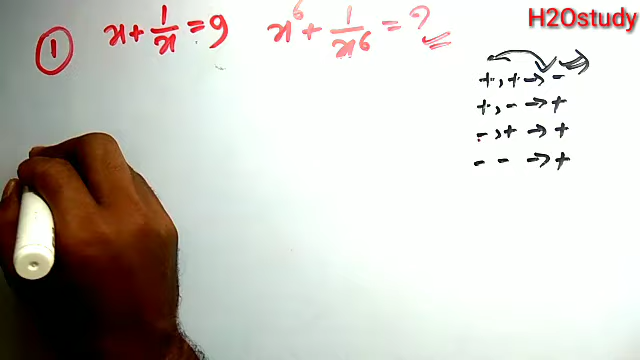 H2Ostudy
① x + 1/x = 9 x⁶ + 1/x⁶ = ?
+, + → -
+, - → +
-, + → +
- - → +